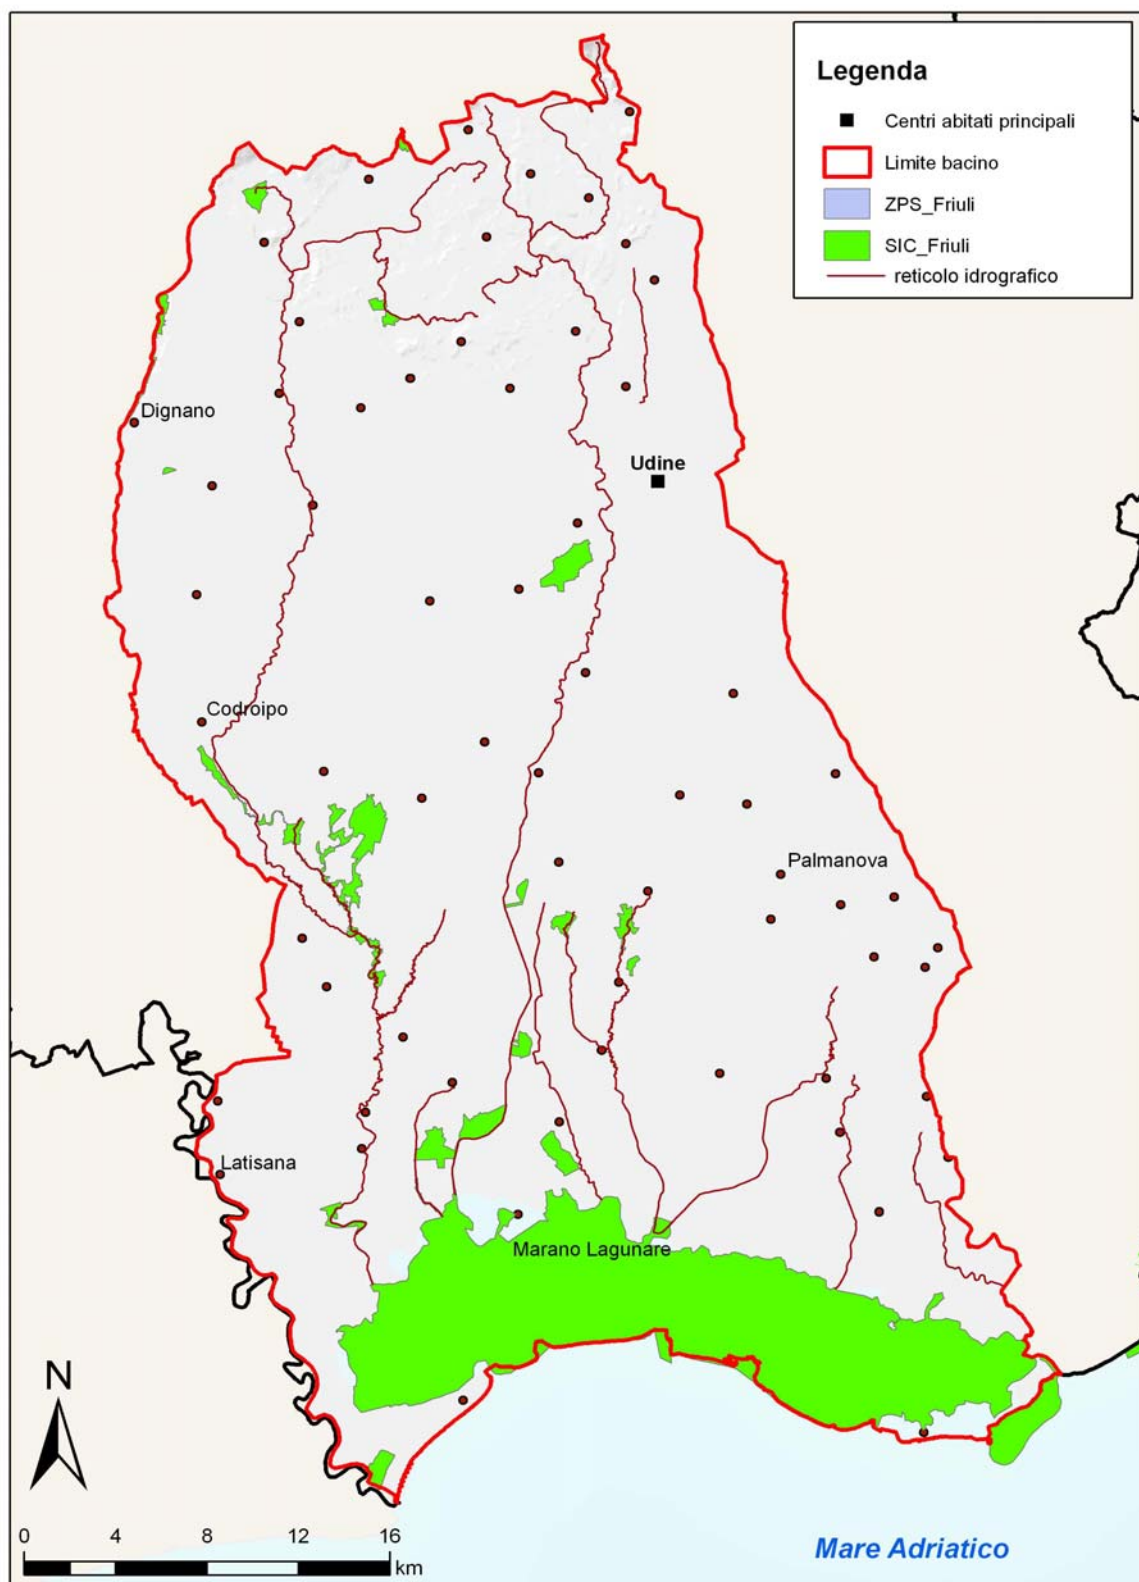 Legenda
Centri abitati principali
Limite bacino
ZPS_Friuli
SIC_Friuli
reticolo idrografico
Dignano
Udine
Codroipo
Palmanova
Latisana
Marano Lagunare
N
0 4 8 12 16
km
Mare Adriatico